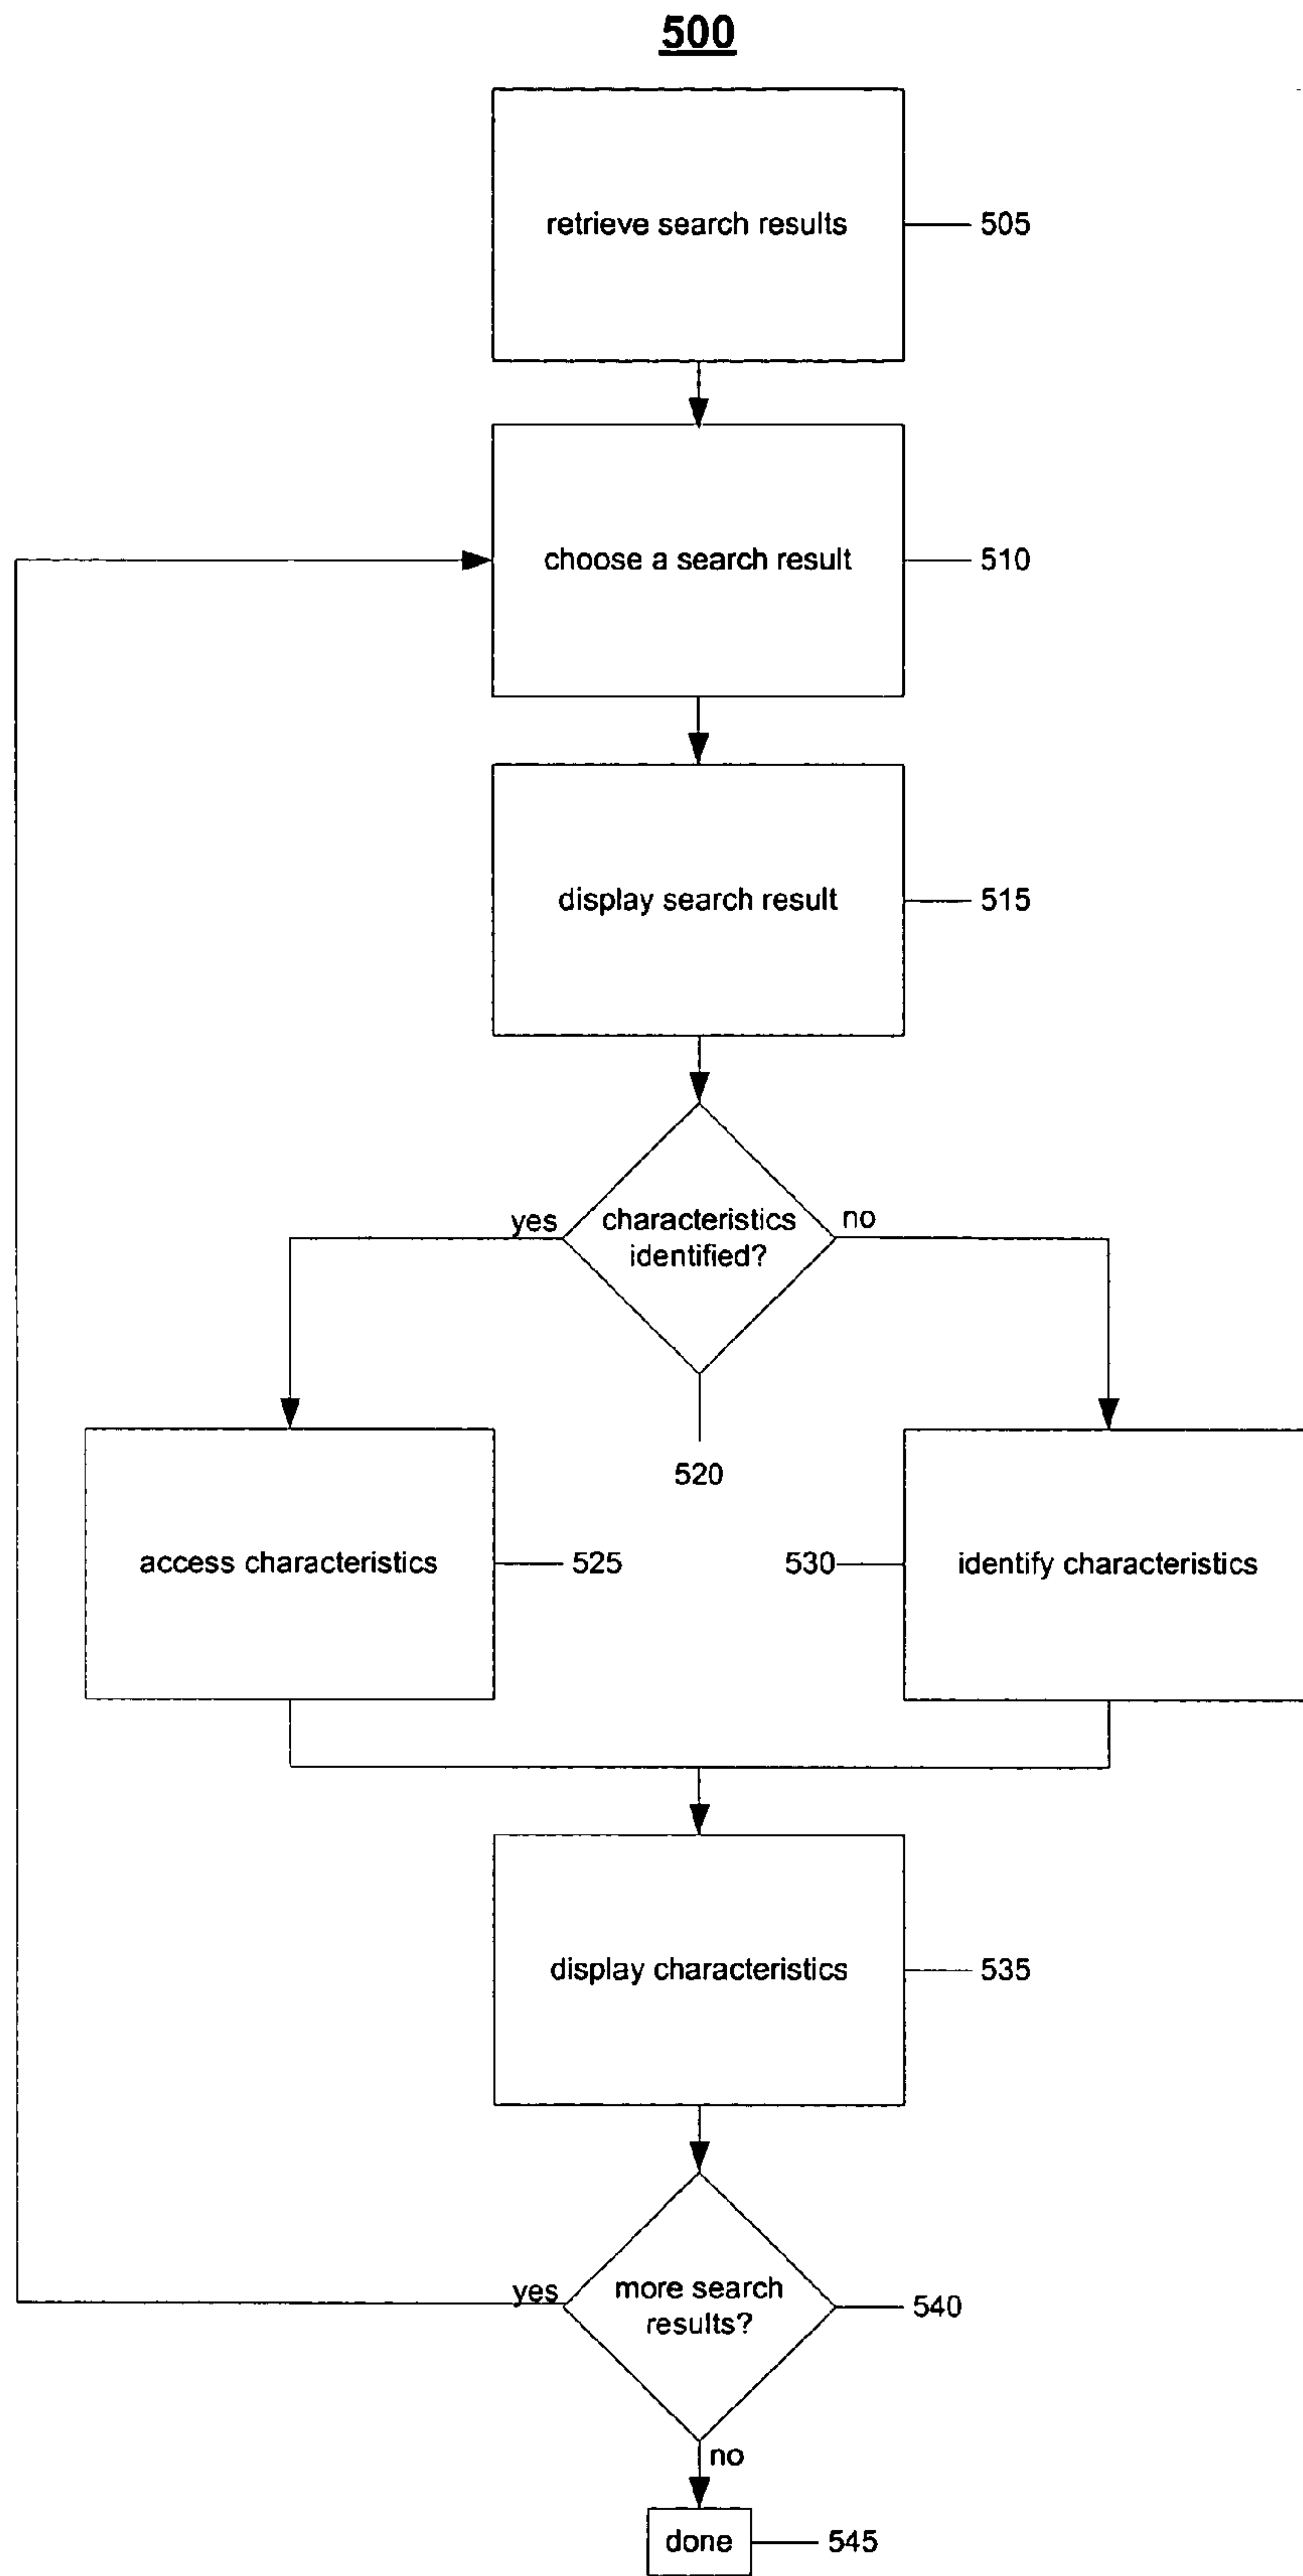 500
retrieve search results
505
choose a search result
510
display search result
515
yes
characteristics
identified?
no
520
access characteristics
525
530
identify characteristics
display characteristics
535
yes
more search
results?
540
no
done
545